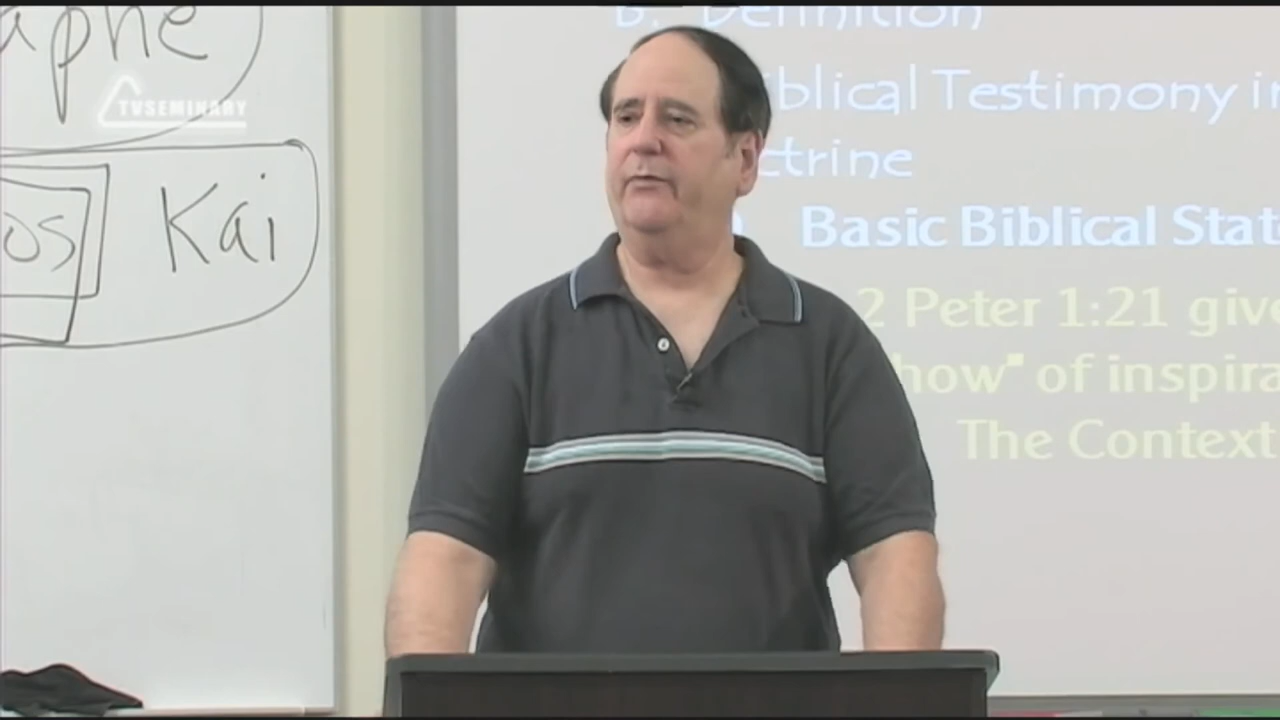 aphe
TVSEMINARY
os
Kai
B. Definition
Biblical Testimony in
ctrine
Basic Biblical Stat
2 Peter 1:21 give
how" of inspira
The Context